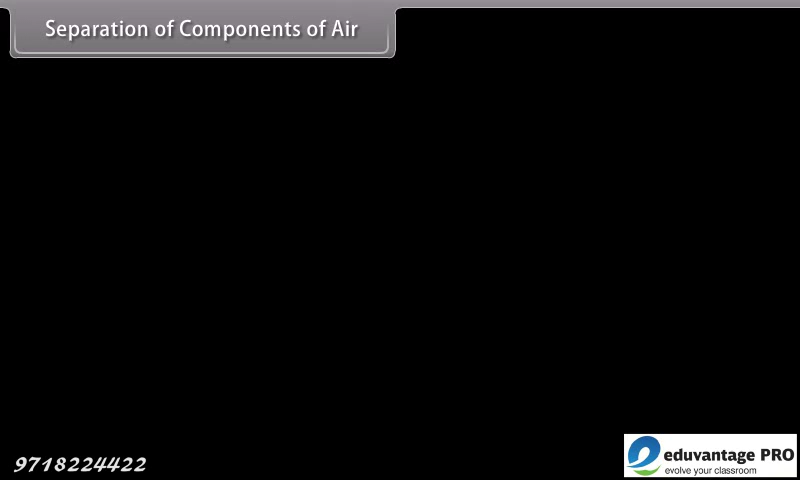 Separation of Components of Air
9718224422
eduvantage PRO
evolve your classroom